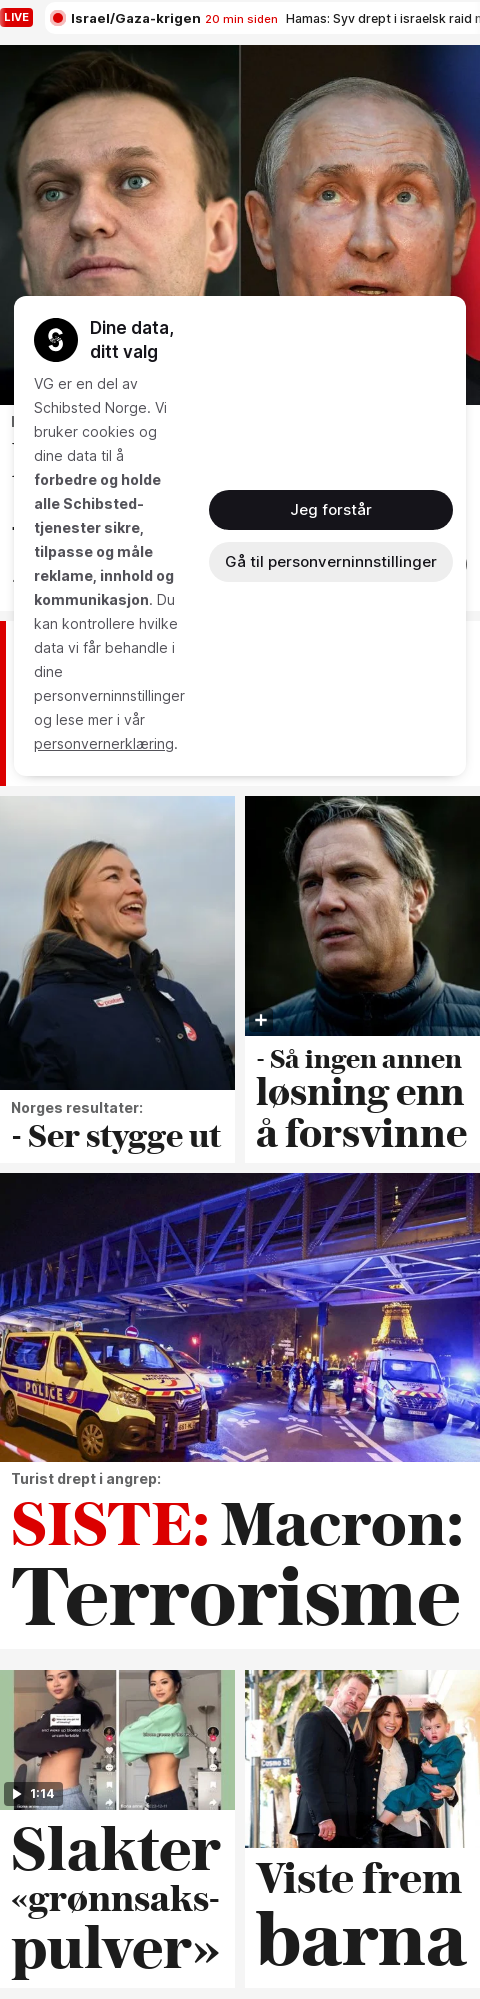 LIVE
Israel/Gaza-krigen 20 min siden Hamas: Syv drept i israelsk raid
Dine data,
ditt valg
VG er en del av
Schibsted Norge. Vi
bruker cookies og
dine data til å
forbedre og holde
alle Schibsted-
tjenester sikre,
tilpasse og måle
reklame, innhold og
kommunikasjon. Du
kan kontrollere hvilke
data vi får behandle i
dine
personverninnstillinger
og lese mer i vår
personvernerklæring.
Jeg forstår
Gå til personverninnstillinger
Norges resultater:
- Ser stygge ut
- Så ingen annen
løsning enn
å forsvinne
POLICE
Turist drept i angrep:
SISTE: Macron:
Terrorisme
1:14
Slakter
«grønnsaks-
pulver»
Viste frem
barna